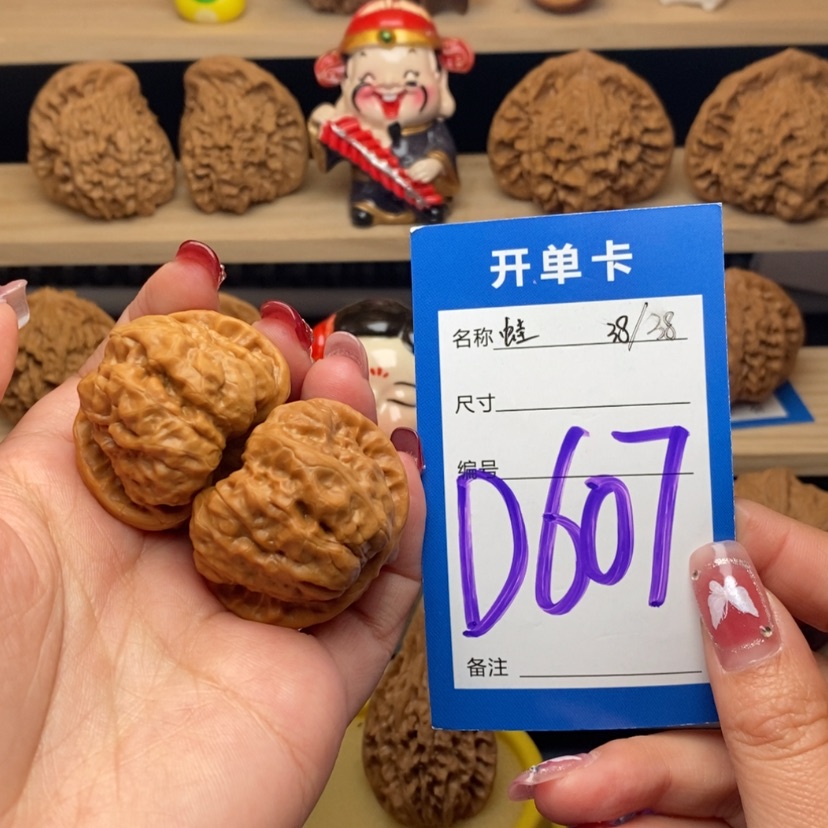 开单卡
名称 蛙 38/38
尺寸
编号
D607
备注